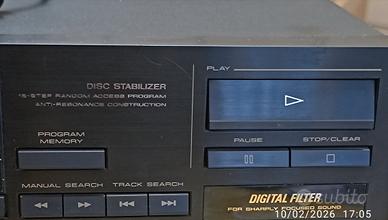 PLAY
DISC STABILIZER
16-STEP RANDOM ACCESS PROGRAM
ANTI-RESONANCE CONSTRUCTION
PROGRAM
MEMORY
PAUSE
STOP/CLEAR
MANUAL SEARCH
TRACK SEARCH
DIGITAL FILTER
FOR SHARPLY FOCUSED SOUND
subito
10/02/2026 17:05